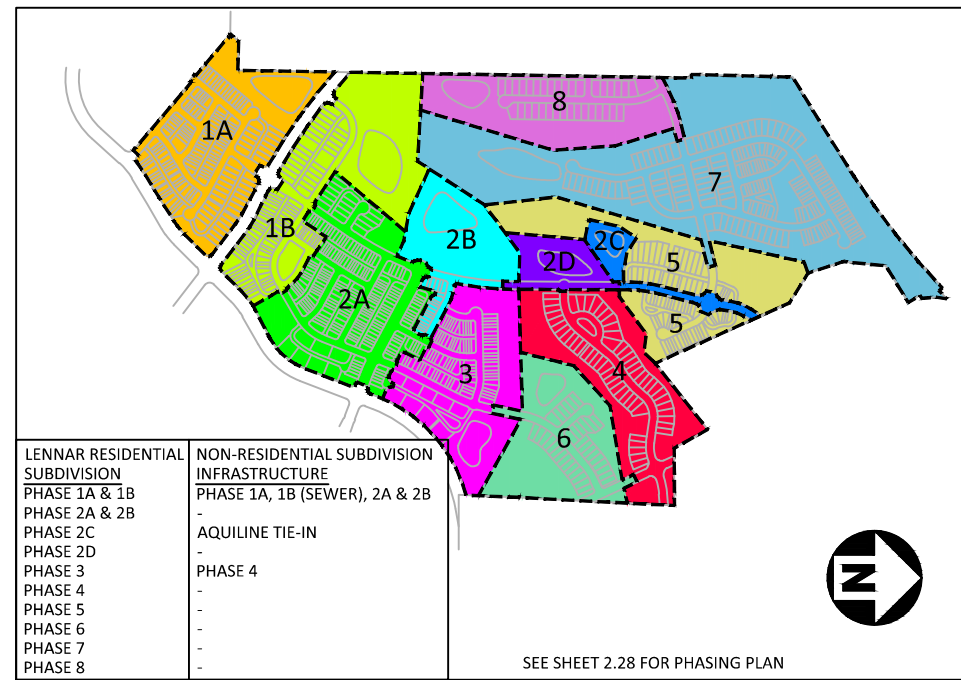 8
1A
7
1B
2B
2C
2D
5
2A
5
3
4
6
LENNAR RESIDENTIAL SUBDIVISION
NON-RESIDENTIAL SUBDIVISION INFRASTRUCTURE
PHASE 1A & 1B
PHASE 1A, 1B (SEWER), 2A & 2B
PHASE 2A & 2B
-
PHASE 2C
AQUILINE TIE-IN
PHASE 2D
-
PHASE 3
PHASE 4
PHASE 4
-
PHASE 5
-
PHASE 6
-
PHASE 7
-
PHASE 8
-
N
SEE SHEET 2.28 FOR PHASING PLAN